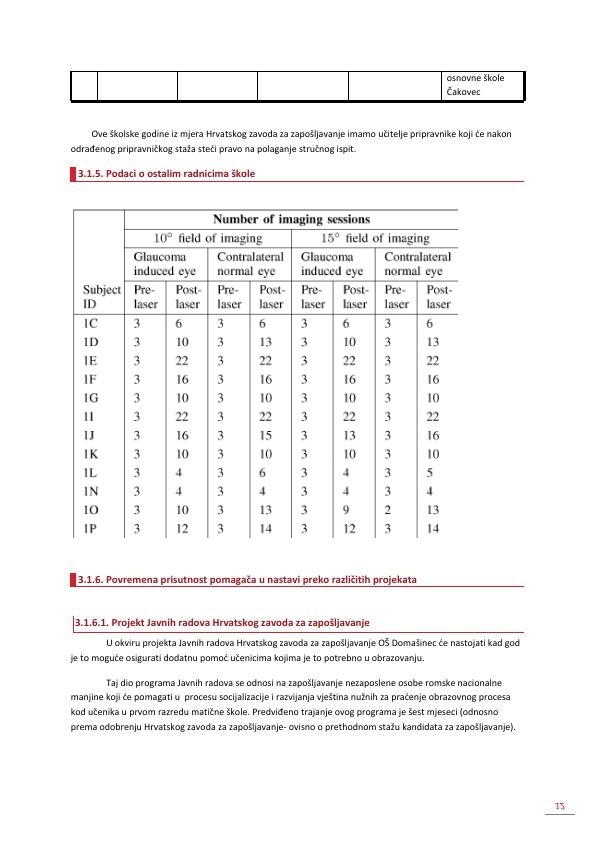 osnovne škole
Čakovec
Ove školske godine iz mjera Hrvatskog zavoda za zapošljavanje imamo učitelje pripravnike koji će nakon
odrađenog pripravničkog staža steći pravo na polaganje stručnog ispit.
3.1.5. Podaci o ostalim radnicima škole
Number of imaging sessions
10° field of imaging 15° field of imaging
Glaucoma Contralateral Glaucoma Contralateral
induced eye normal eye induced eye normal eye
Subject Pre- Post- Pre- Post- Pre- Post- Pre- Post-
ID laser laser laser laser laser laser laser laser
1C 3 6 3 6 3 6 3 6
1D 3 10 3 13 3 10 3 13
1E 3 22 3 22 3 22 3 22
1F 3 16 3 16 3 16 3 16
1G 3 10 3 10 3 10 3 10
1I 3 22 3 22 3 22 3 22
1J 3 16 3 15 3 13 3 16
1K 3 10 3 10 3 10 3 10
1L 3 4 3 6 3 4 3 5
1N 3 4 3 4 3 4 3 4
1O 3 10 3 13 3 9 2 13
1P 3 12 3 14 3 12 3 14
3.1.6. Povremena prisutnost pomagača u nastavi preko različitih projekata
3.1.6.1. Projekt Javnih radova Hrvatskog zavoda za zapošljavanje
U okviru projekta Javnih radova Hrvatskog zavoda za zapošljavanje OŠ Domašinec će nastojati kad god
je to moguće osigurati dodatnu pomoć učenicima kojima je to potrebno u obrazovanju.
Taj dio programa Javnih radova se odnosi na zapošljavanje nezaposlene osobe romske nacionalne
manjine koji će pomagati u procesu socijalizacije i razvijanja vještina nužnih za praćenje obrazovnog procesa
kod učenika u prvom razredu matične škole. Predviđeno trajanje ovog programa je šest mjeseci (odnosno
prema odobrenju Hrvatskog zavoda za zapošljavanje- ovisno o prethodnom stažu kandidata za zapošljavanje).
12